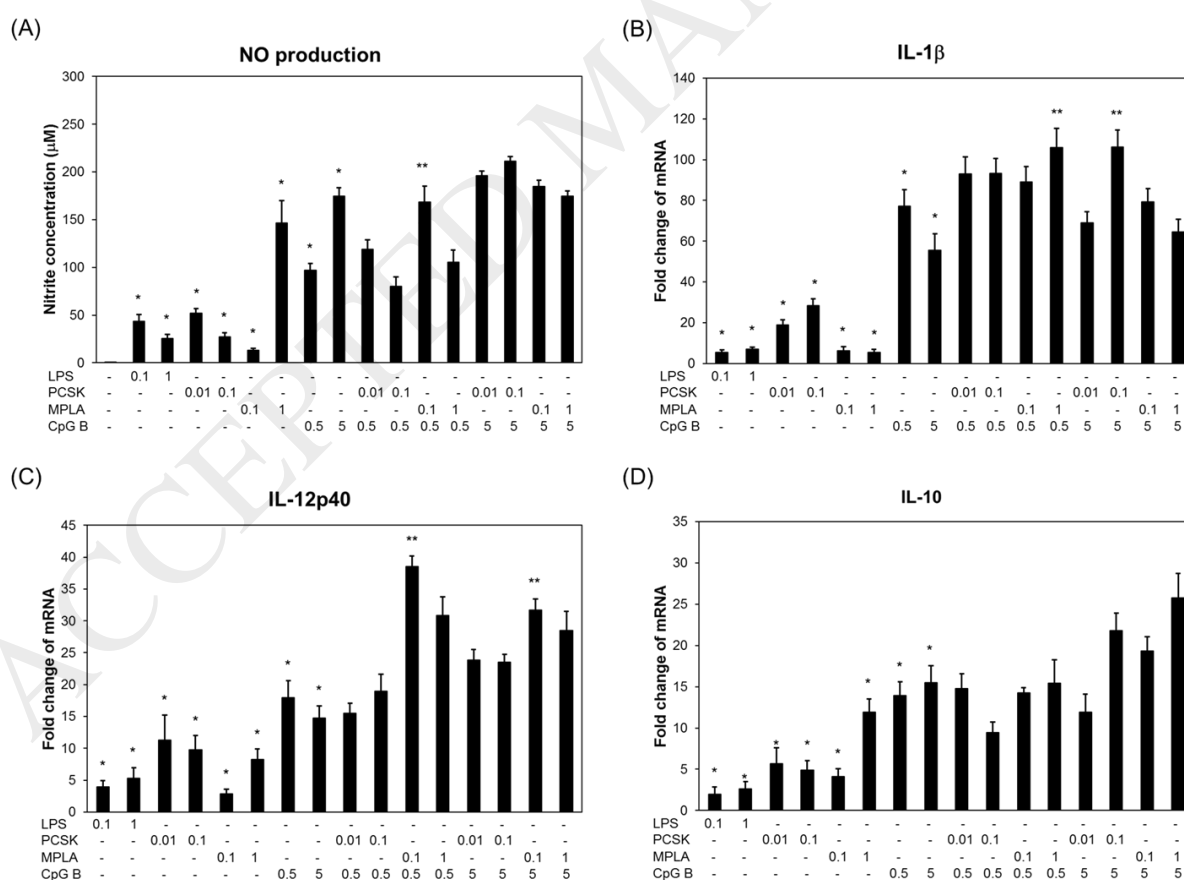 ACCEPTED MA
(A)
NO production
Nitrite concentration (µM)
300
250
200
150
100
50
0
* * * * * * * * **
LPS - 0.1 1 - - - - - - - - - - - - - -
PCSK - - - 0.01 0.1 - - - - 0.01 0.1 - - 0.01 0.1 - -
MPLA - - - - - 0.1 1 - - - - 0.1 1 - - 0.1 1
CpG B - - - - - - - 0.5 5 0.5 0.5 0.5 0.5 5 5 5 5
(B)
IL-1β
Fold change of mRNA
140
120
100
80
60
40
20
0
* * * * * * * * ** **
LPS 0.1 1 - - - - - - - - - - - - - -
PCSK - - 0.01 0.1 - - - - 0.01 0.1 - - 0.01 0.1 - -
MPLA - - - - 0.1 1 - - - - 0.1 1 - - 0.1 1
CpG B - - - - - - 0.5 5 0.5 0.5 0.5 0.5 5 5 5 5
(C)
IL-12p40
Fold change of mRNA
45
40
35
30
25
20
15
10
5
0
* * * * * * * * ** **
LPS 0.1 1 - - - - - - - - - - - - - -
PCSK - - 0.01 0.1 - - - - 0.01 0.1 - - 0.01 0.1 - -
MPLA - - - - 0.1 1 - - - - 0.1 1 - - 0.1 1
CpG B - - - - - - 0.5 5 0.5 0.5 0.5 0.5 5 5 5 5
(D)
IL-10
Fold change of mRNA
35
30
25
20
15
10
5
0
* * * * * * * *
LPS 0.1 1 - - - - - - - - - - - - - -
PCSK - - 0.01 0.1 - - - - 0.01 0.1 - - 0.01 0.1 - -
MPLA - - - - 0.1 1 - - - - 0.1 1 - - 0.1 1
CpG B - - - - - - 0.5 5 0.5 0.5 0.5 0.5 5 5 5 5